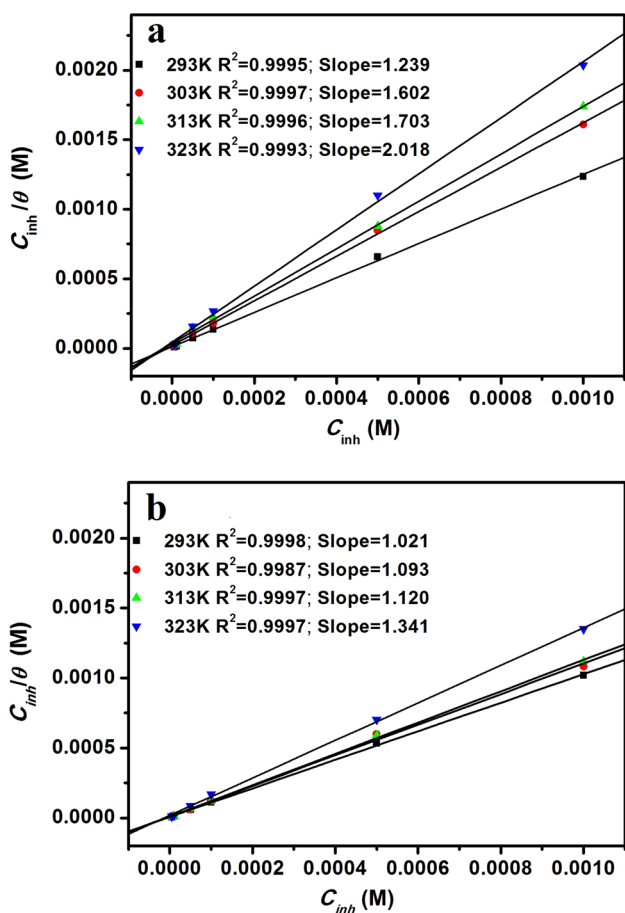 a
293K R²=0.9995; Slope=1.239
303K R²=0.9997; Slope=1.602
313K R²=0.9996; Slope=1.703
323K R²=0.9993; Slope=2.018
0.0020
0.0015
0.0010
0.0005
0.0000
C_inh/θ (M)
0.0000 0.0002 0.0004 0.0006 0.0008 0.0010
C_inh (M)
b
293K R²=0.9998; Slope=1.021
303K R²=0.9987; Slope=1.093
313K R²=0.9997; Slope=1.120
323K R²=0.9997; Slope=1.341
0.0020
0.0015
0.0010
0.0005
0.0000
C_inh/θ (M)
0.0000 0.0002 0.0004 0.0006 0.0008 0.0010
C_inh (M)